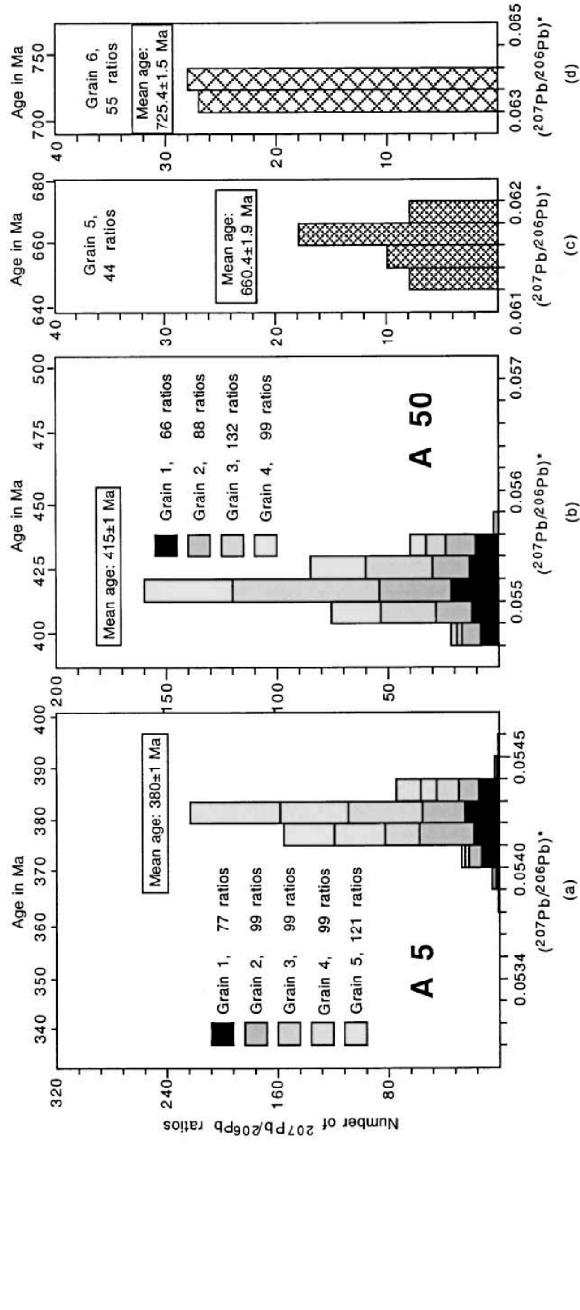 Age in Ma
340 350 360 370 380 390 400
Mean age: 380±1 Ma
Grain 1, 77 ratios
Grain 2, 99 ratios
Grain 3, 99 ratios
Grain 4, 99 ratios
Grain 5, 121 ratios
A 5
320
240
160
80
Number of 207Pb/206Pb ratios
0.0534 0.0540 0.0545
(207Pb/206Pb)*
(a)
Age in Ma Age in Ma
400 425 450 475 500
Mean age: 415±1 Ma
Grain 1, 66 ratios
Grain 2, 88 ratios
Grain 3, 132 ratios
Grain 4, 99 ratios
A 50
200
150
100
50
0.055 0.056 0.057
(207Pb/206Pb)*
(b)
Age in Ma
640 660 680
Grain 5,
44 ratios
Mean age:
660.4±1.9 Ma
40
30
20
10
0.061 0.062
(207Pb/206Pb)*
(c)
Age in Ma
700 750
Grain 6,
55 ratios
Mean age:
725.4±1.5 Ma
40
30
20
10
0.063 0.065
(207Pb/206Pb)*
(d)